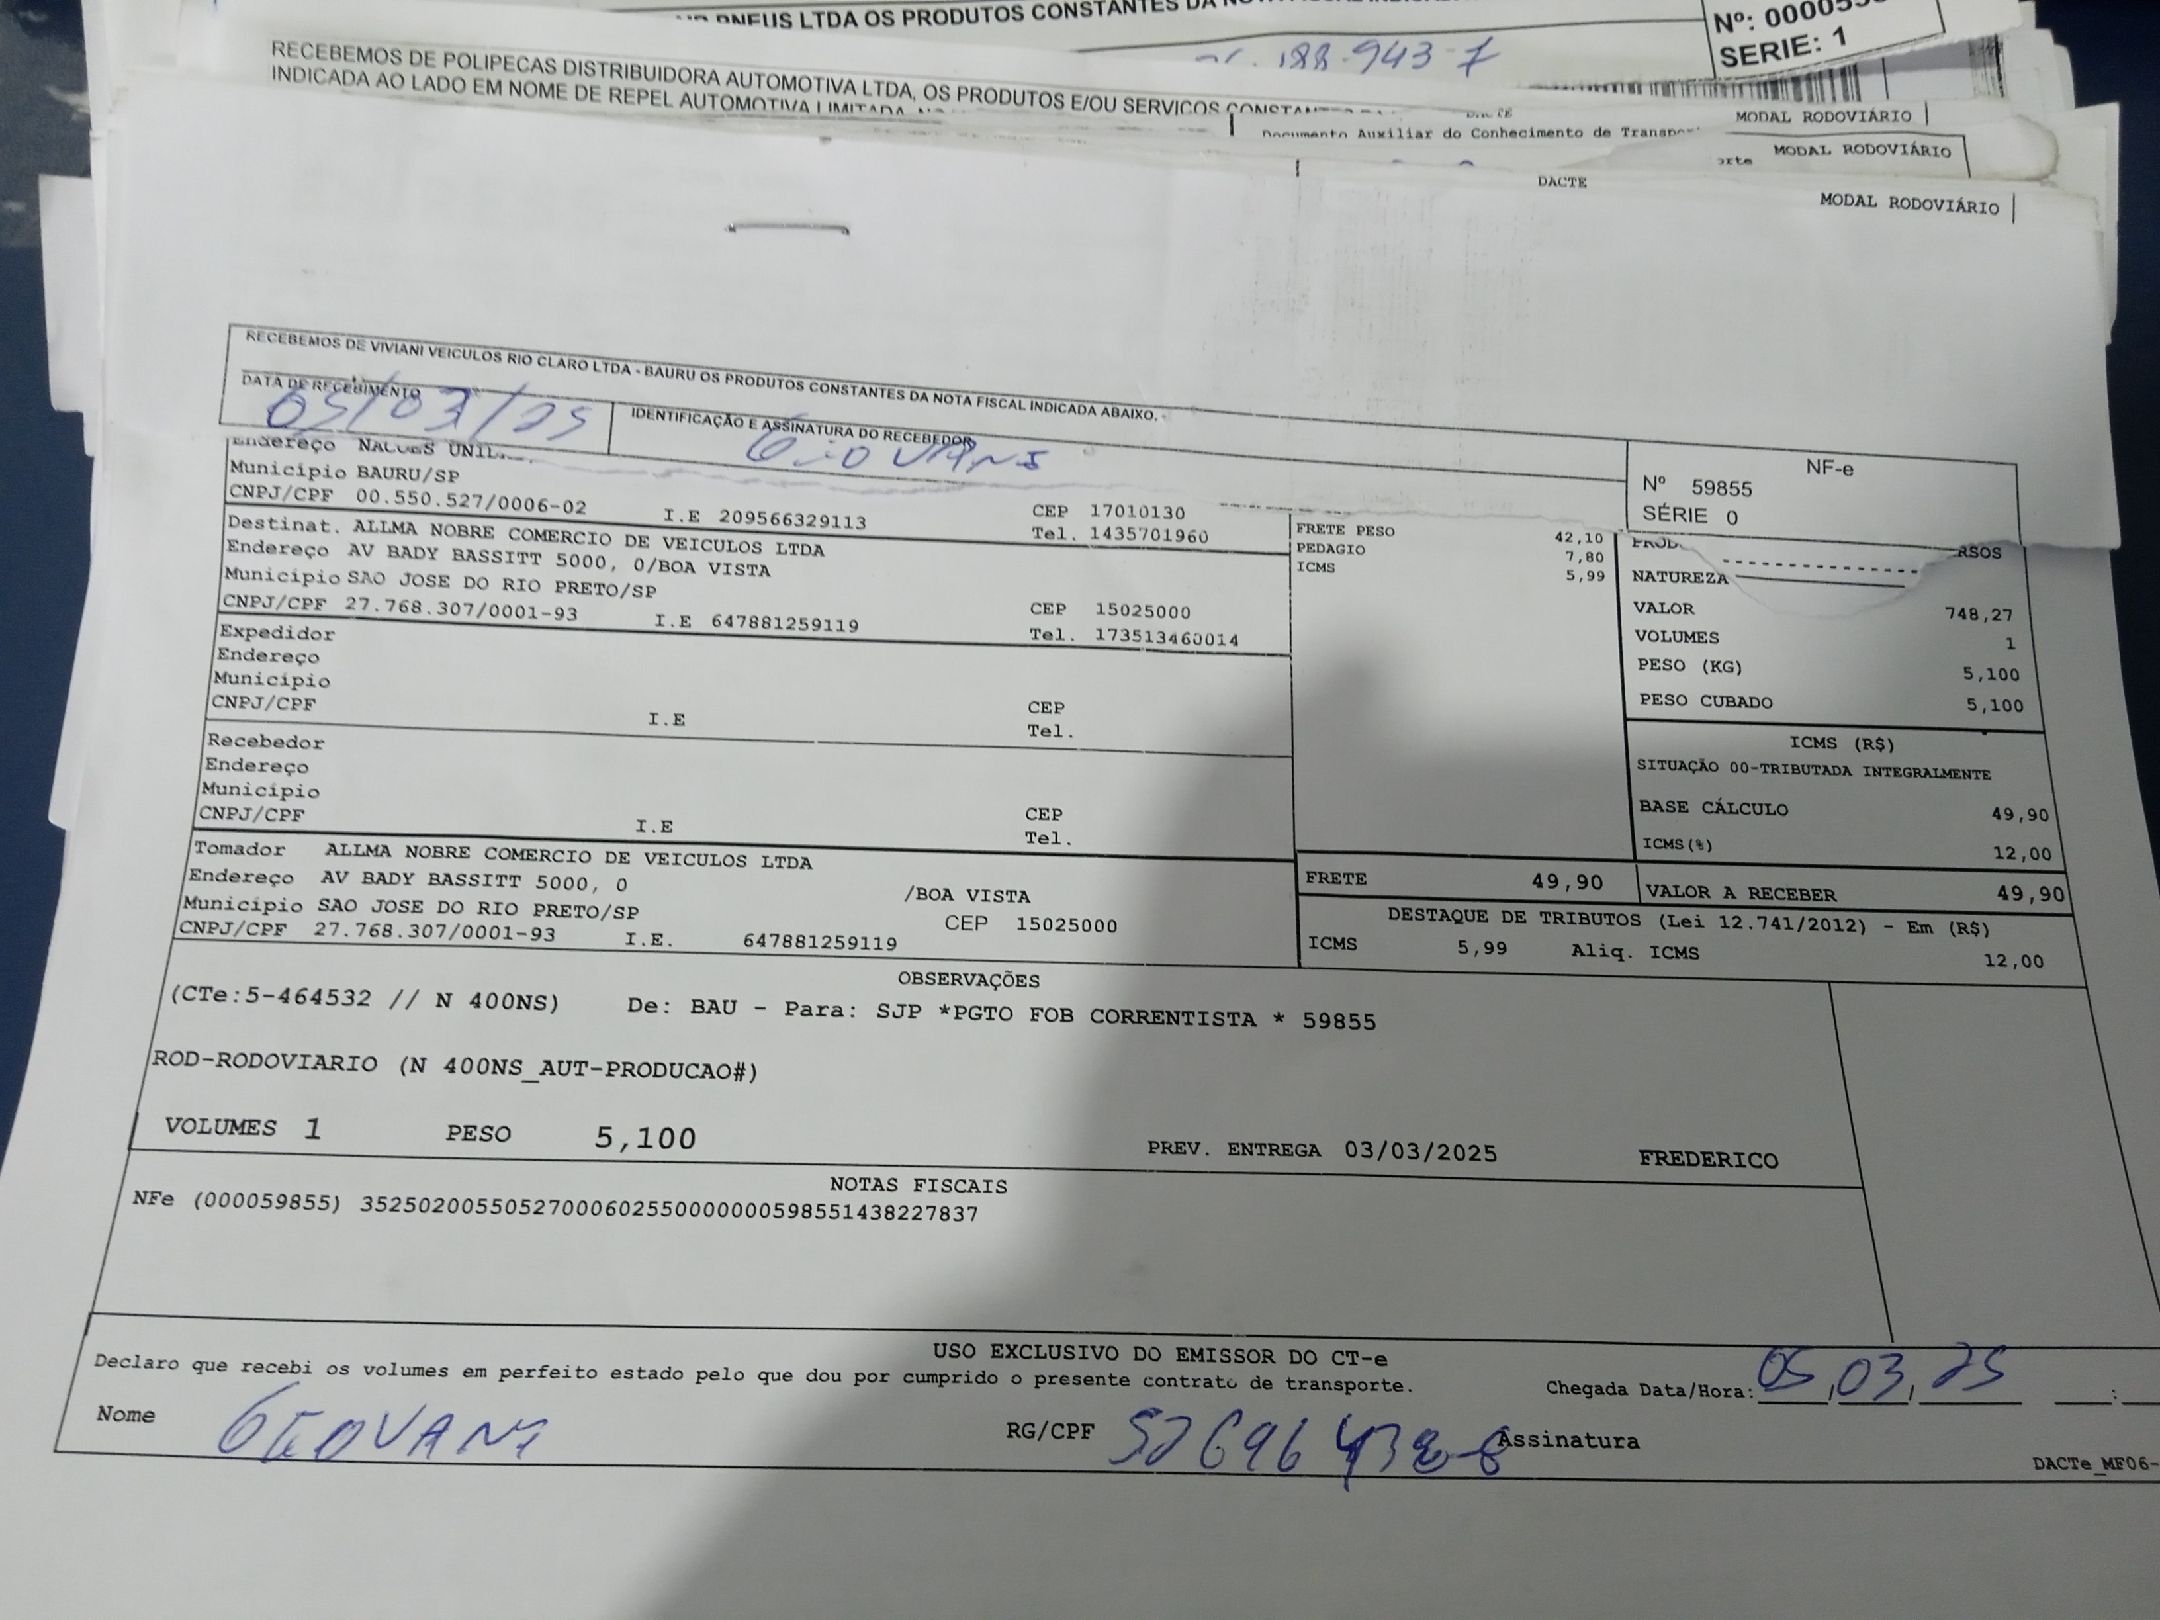 PNEUS LTDA OS PRODUTOS CONSTANTES DA
188.943-7
SERIE: 1
RECEBEMOS DE POLIPECAS DISTRIBUIDORA AUTOMOTIVA LTDA, OS PRODUTOS E/OU SERVICOS CONSTANTES
INDICADA AO LADO EM NOME DE REPEL AUTOMOTIVA LIMITADA.
MODAL RODOVIÁRIO
Documento Auxiliar do Conhecimento de Transporte
MODAL RODOVIÁRIO
DACTE
MODAL RODOVIÁRIO
RECEBEMOS DE VIVIANI VEICULOS RIO CLARO LTDA - BAURU OS PRODUTOS CONSTANTES DA NOTA FISCAL INDICADA ABAIXO.
DATA DE RECEBIMENTO
05/03/25
IDENTIFICAÇÃO E ASSINATURA DO RECEBEDOR
GEOVANI
NF-e
Nº 59855
SÉRIE 0
Endereço NACOES
Município BAURU/SP
CNPJ/CPF 00.550.527/0006-02 I.E 209566329113
CEP 17010130
Tel. 1435701960
Destinat. ALLMA NOBRE COMERCIO DE VEICULOS LTDA
Endereço AV BADY BASSITT 5000, 0/BOA VISTA
Município SAO JOSE DO RIO PRETO/SP
CNPJ/CPF 27.768.307/0001-93 I.E 647881259119
CEP 15025000
Tel. 173513460014
Expedidor
Endereço
Município
CNPJ/CPF I.E
CEP
Tel.
Recebedor
Endereço
Município
CNPJ/CPF I.E
CEP
Tel.
Tomador ALLMA NOBRE COMERCIO DE VEICULOS LTDA
Endereço AV BADY BASSITT 5000, 0 /BOA VISTA
Município SAO JOSE DO RIO PRETO/SP CEP 15025000
CNPJ/CPF 27.768.307/0001-93 I.E. 647881259119
FRETE PESO 42,10
PEDAGIO 7,80
ICMS 5,99
NATUREZA
VALOR 748,27
VOLUMES 1
PESO (KG) 5,100
PESO CUBADO 5,100
ICMS (R$)
SITUAÇÃO 00-TRIBUTADA INTEGRALMENTE
BASE CÁLCULO 49,90
ICMS(%) 12,00
FRETE 49,90 VALOR A RECEBER 49,90
DESTAQUE DE TRIBUTOS (Lei 12.741/2012) - Em (R$)
ICMS 5,99 Aliq. ICMS 12,00
OBSERVAÇÕES
(CTe:5-464532 // N 400NS) De: BAU - Para: SJP *PGTO FOB CORRENTISTA * 59855
ROD-RODOVIARIO (N 400NS_AUT-PRODUCAO#)
VOLUMES 1 PESO 5,100 PREV. ENTREGA 03/03/2025 FREDERICO
NOTAS FISCAIS
NFe (000059855) 35250200550527000602550000000598551438227837
USO EXCLUSIVO DO EMISSOR DO CT-e
Declaro que recebi os volumes em perfeito estado pelo que dou por cumprido o presente contrato de transporte.
Chegada Data/Hora: 05/03/25 :
Nome GEOVANI RG/CPF Assinatura
DACTe_MF06-